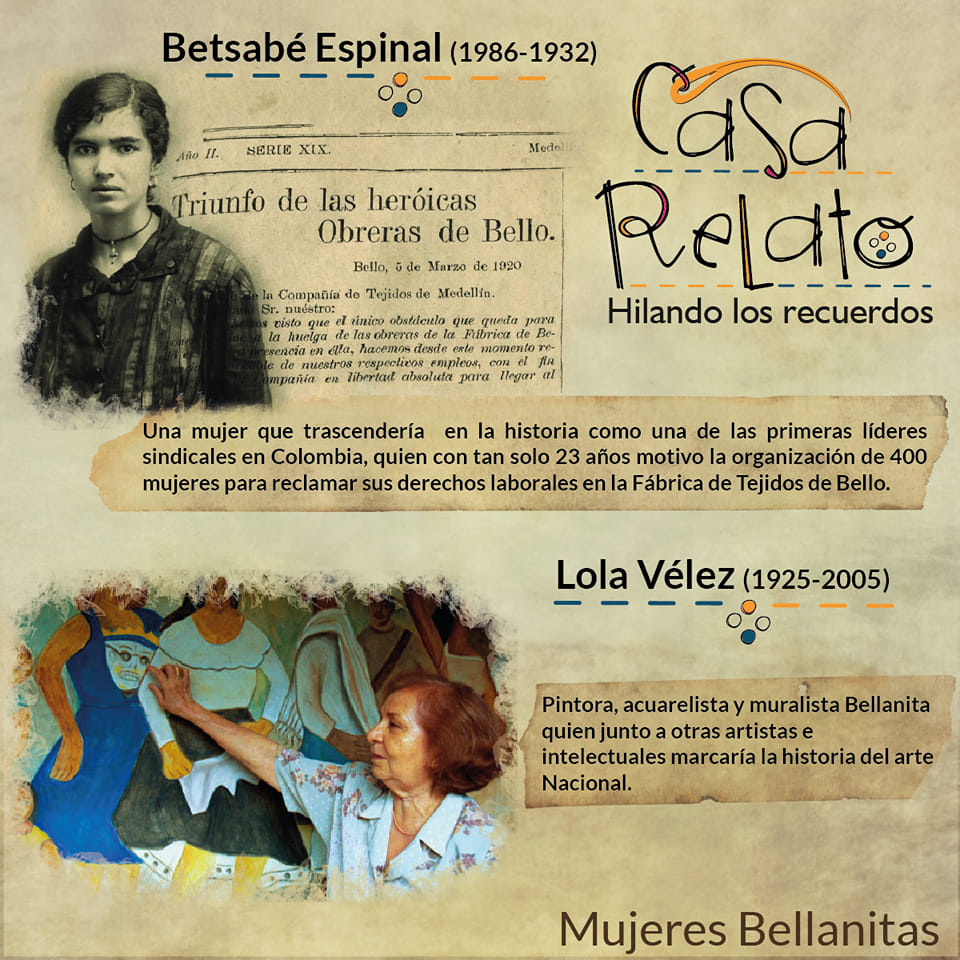 Betsabé Espinal (1986-1932)
Casa
Relato
Hilando los recuerdos
Año II. SERIE XIX.
Triunfo de las heróicas
Obreras de Bello.
Bello, 5 de Marzo de 1920
de la Compañía de Tejidos de Medellín.
Sr. nuéstro:
visto que el único obstáculo que queda para
la huelga de las obreras de la Fábrica de Be-
presencia en élla, hacemos desde este momento re-
de nuestros respectivos empleos, con el fin
Compañía en libertad absoluta para llegar al
Una mujer que trascendería en la historia como una de las primeras líderes
sindicales en Colombia, quien con tan solo 23 años motivo la organización de 400
mujeres para reclamar sus derechos laborales en la Fábrica de Tejidos de Bello.
Lola Vélez (1925-2005)
Pintora, acuarelista y muralista Bellanita
quien junto a otras artistas e
intelectuales marcaría la historia del arte
Nacional.
Mujeres Bellanitas